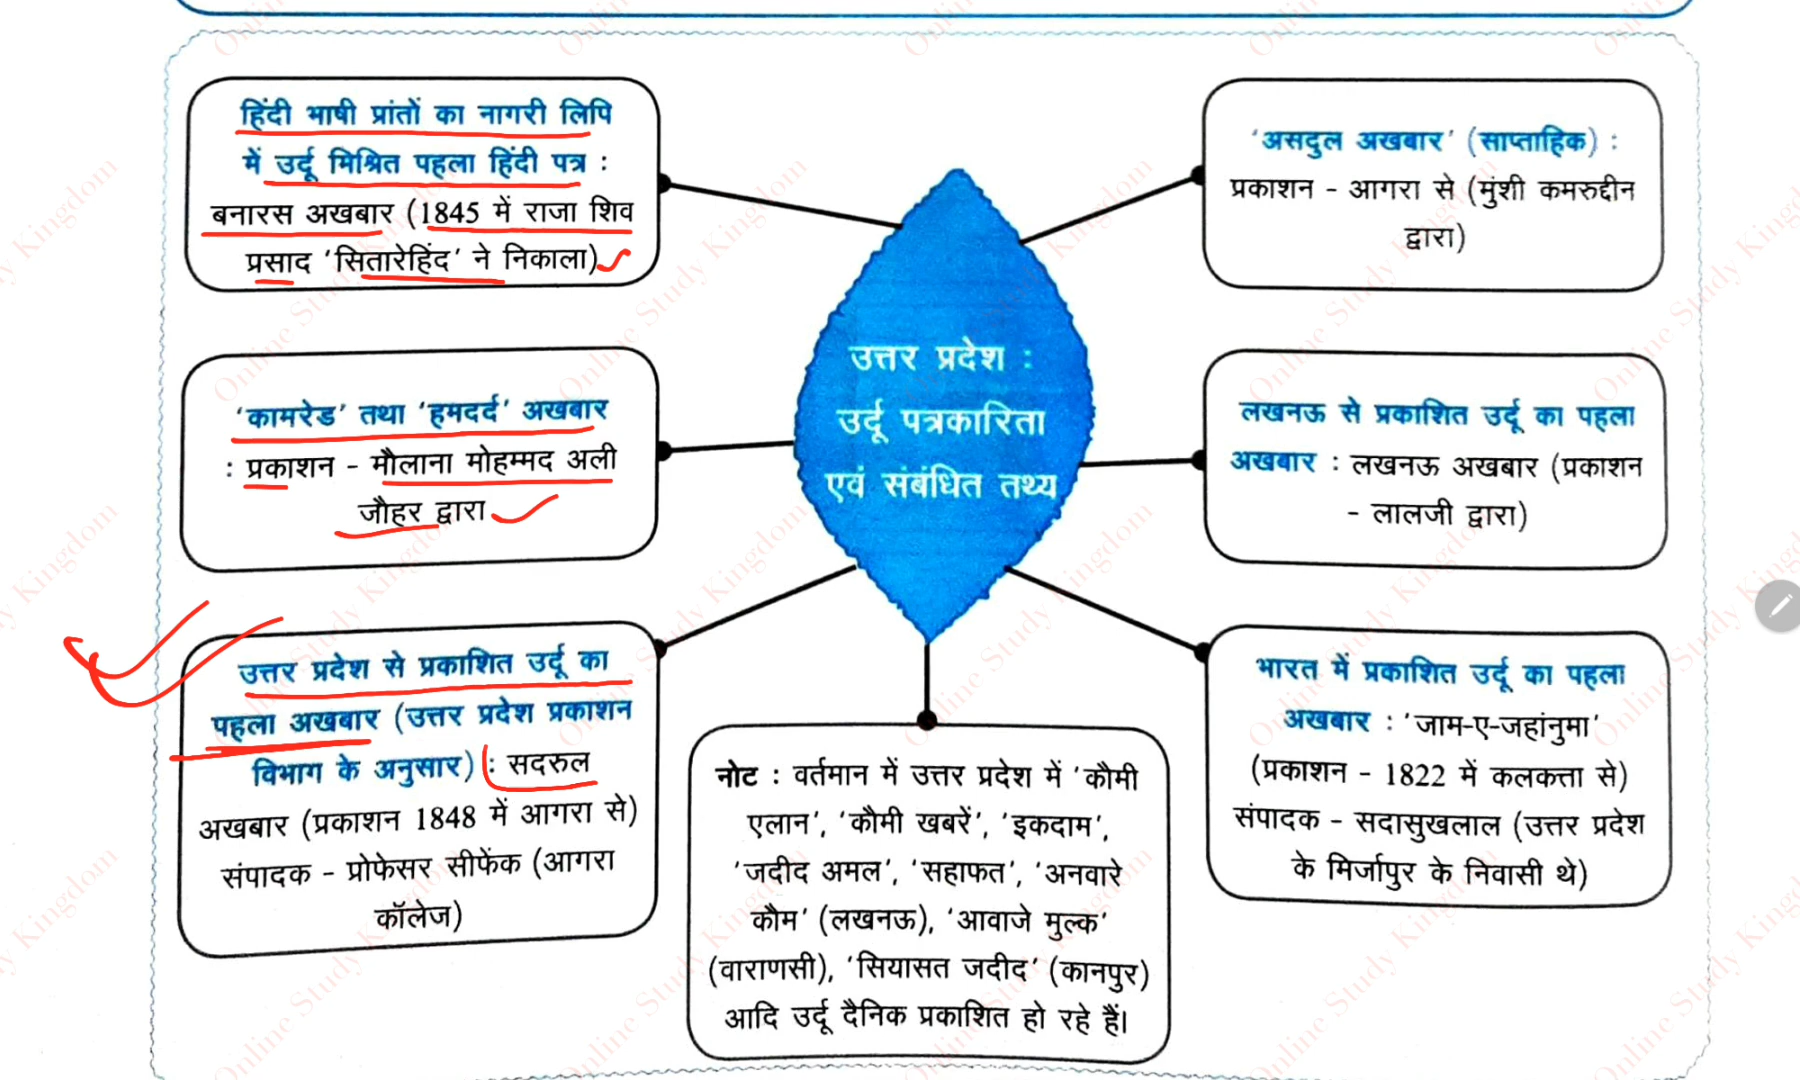 हिंदी भाषी प्रांतों का नागरी लिपि
में उर्दू मिश्रित पहला हिंदी पत्र :
बनारस अखबार (1845 में राजा शिव
प्रसाद 'सितारेहिंद' ने निकाला)
'कामरेड' तथा 'हमदर्द' अखबार
: प्रकाशन - मौलाना मोहम्मद अली
जौहर द्वारा
उत्तर प्रदेश से प्रकाशित उर्दू का
पहला अखबार (उत्तर प्रदेश प्रकाशन
विभाग के अनुसार) : सदरुल
अखबार (प्रकाशन 1848 में आगरा से)
संपादक - प्रोफेसर सीफेंक (आगरा
कॉलेज)
उत्तर प्रदेश :
उर्दू पत्रकारिता
एवं संबंधित तथ्य
नोट : वर्तमान में उत्तर प्रदेश में 'कौमी
एलान', 'कौमी खबरें', 'इकदाम',
'जदीद अमल', 'सहाफत', 'अनवारे
कौम' (लखनऊ), 'आवाजे मुल्क'
(वाराणसी), 'सियासत जदीद' (कानपुर)
आदि उर्दू दैनिक प्रकाशित हो रहे हैं।
'असदुल अखबार' (साप्ताहिक) :
प्रकाशन - आगरा से (मुंशी कमरुद्दीन
द्वारा)
लखनऊ से प्रकाशित उर्दू का पहला
अखबार : लखनऊ अखबार (प्रकाशन
- लालजी द्वारा)
भारत में प्रकाशित उर्दू का पहला
अखबार : 'जाम-ए-जहांनुमा'
(प्रकाशन - 1822 में कलकत्ता से)
संपादक - सदासुखलाल (उत्तर प्रदेश
के मिर्जापुर के निवासी थे)
Online Study Kingdom